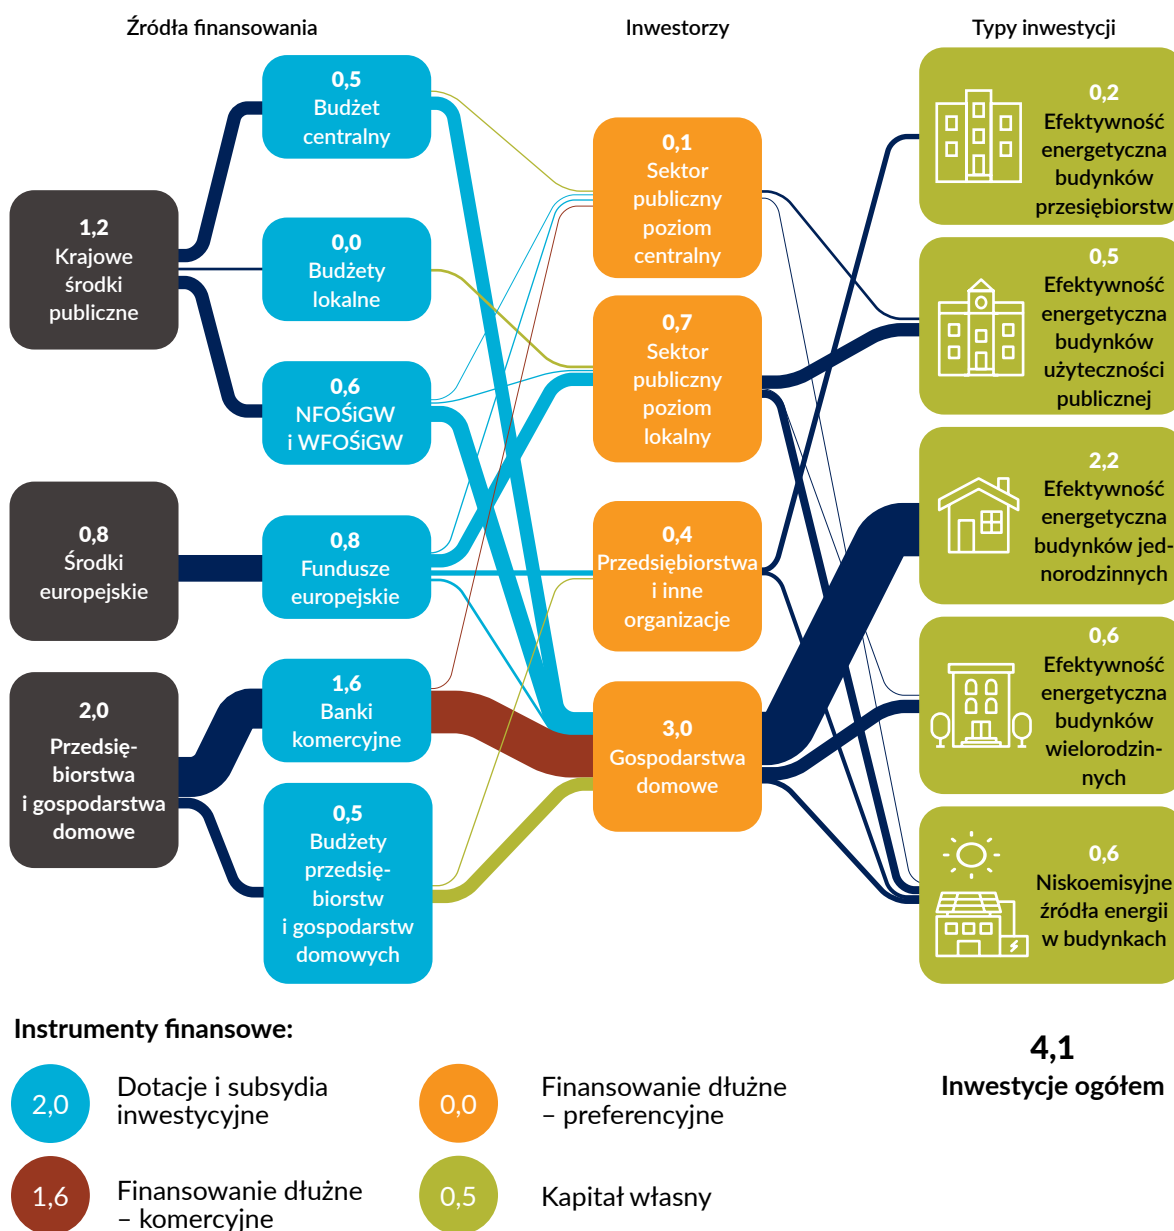 Źródła finansowania
Inwestorzy
Typy inwestycji
1,2
Krajowe
środki
publiczne
0,8
Środki
europejskie
2,0
Przedsię-
biorstwa
i gospodarstwa
domowe
0,5
Budżet
centralny
0,0
Budżety
lokalne
0,6
NFOŚiGW
i WFOŚiGW
0,8
Fundusze
europejskie
1,6
Banki
komercyjne
0,5
Budżety
przedsię-
biorstw
i gospodarstw
domowych
0,1
Sektor
publiczny
poziom
centralny
0,7
Sektor
publiczny
poziom
lokalny
0,4
Przedsiębiorstwa
i inne
organizacje
3,0
Gospodarstwa
domowe
0,2
Efektywność
energetyczna
budynków
przesiębiorstw
0,5
Efektywność
energetyczna
budynków
użyteczności
publicznej
2,2
Efektywność
energetyczna
budynków jed-
norodzinnych
0,6
Efektywność
energetyczna
budynków
wielorodzin-
nych
0,6
Niskoemisyjne
źródła energii
w budynkach
Instrumenty finansowe:
2,0
Dotacje i subsydia
inwestycyjne
0,0
Finansowanie dłużne
– preferencyjne
1,6
Finansowanie dłużne
– komercyjne
0,5
Kapitał własny
4,1
Inwestycje ogółem